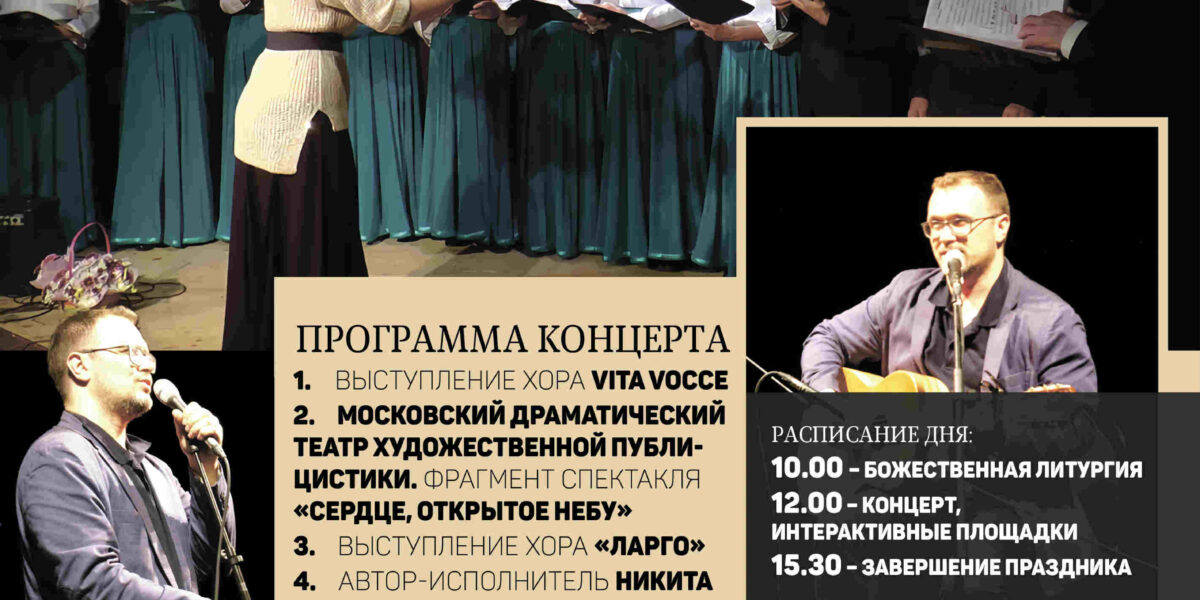 ПРОГРАММА КОНЦЕРТА
1. ВЫСТУПЛЕНИЕ ХОРА VITA VOCCE
2. МОСКОВСКИЙ ДРАМАТИЧЕСКИЙ
ТЕАТР ХУДОЖЕСТВЕННОЙ ПУБЛИ-
ЦИСТИКИ. ФРАГМЕНТ СПЕКТАКЛЯ
«СЕРДЦЕ, ОТКРЫТОЕ НЕБУ»
3. ВЫСТУПЛЕНИЕ ХОРА «ЛАРГО»
4. АВТОР-ИСПОЛНИТЕЛЬ НИКИТА
РАСПИСАНИЕ ДНЯ:
10.00 – БОЖЕСТВЕННАЯ ЛИТУРГИЯ
12.00 – КОНЦЕРТ,
ИНТЕРАКТИВНЫЕ ПЛОЩАДКИ
15.30 – ЗАВЕРШЕНИЕ ПРАЗДНИКА